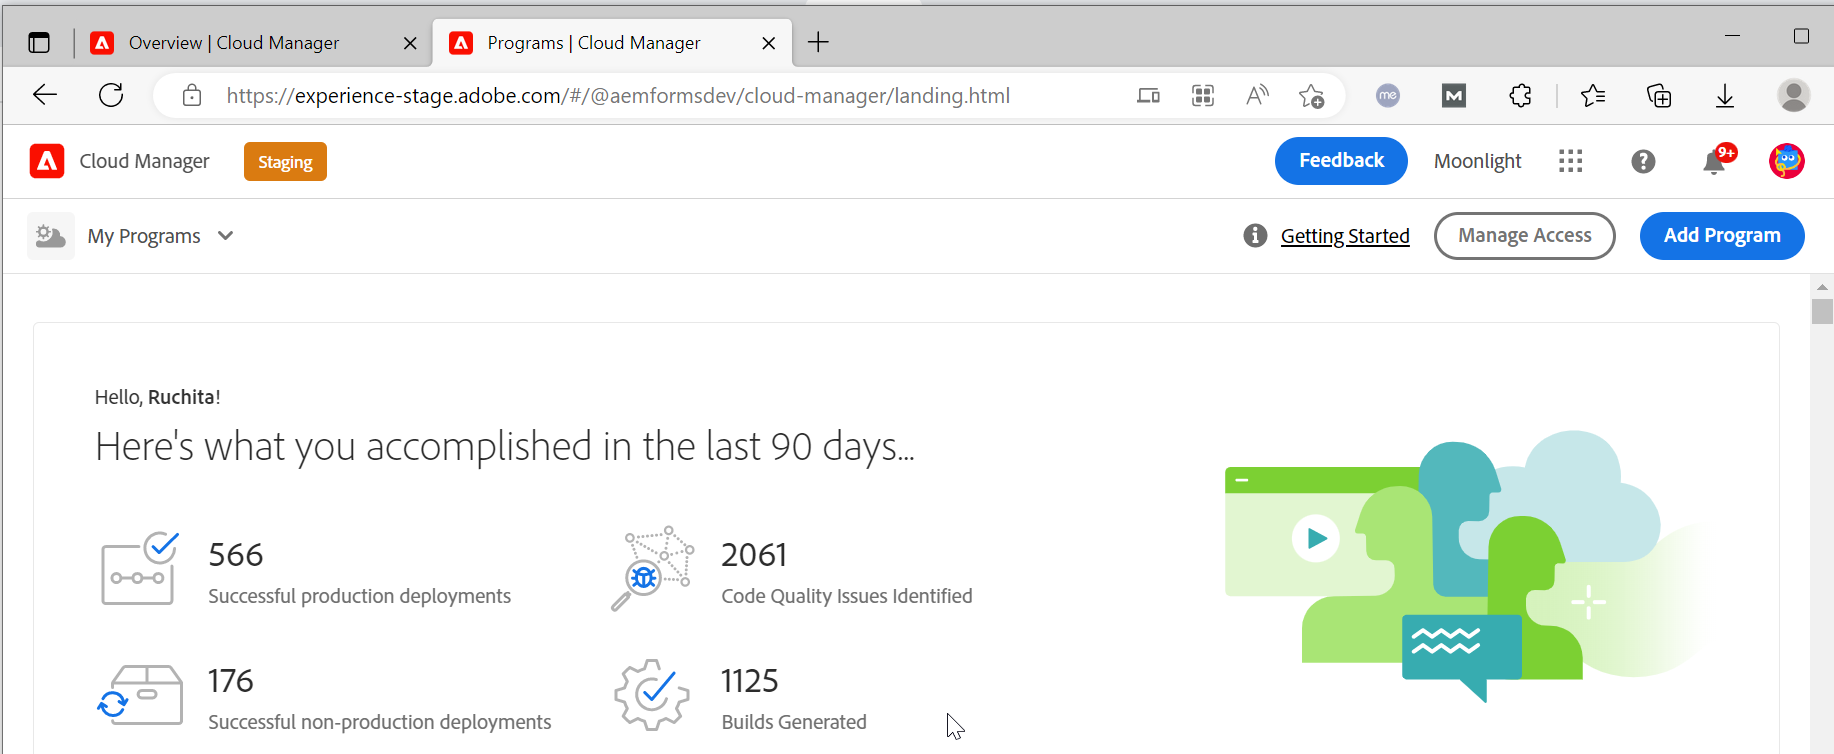 Overview | Cloud Manager
Programs | Cloud Manager
https://experience-stage.adobe.com/#/@aemformsdev/cloud-manager/landing.html
me
M
Cloud Manager
Staging
Feedback
Moonlight
?
9+
My Programs
Getting Started
Manage Access
Add Program
Hello, Ruchita!
Here's what you accomplished in the last 90 days...
566
Successful production deployments
2061
Code Quality Issues Identified
176
Successful non-production deployments
1125
Builds Generated